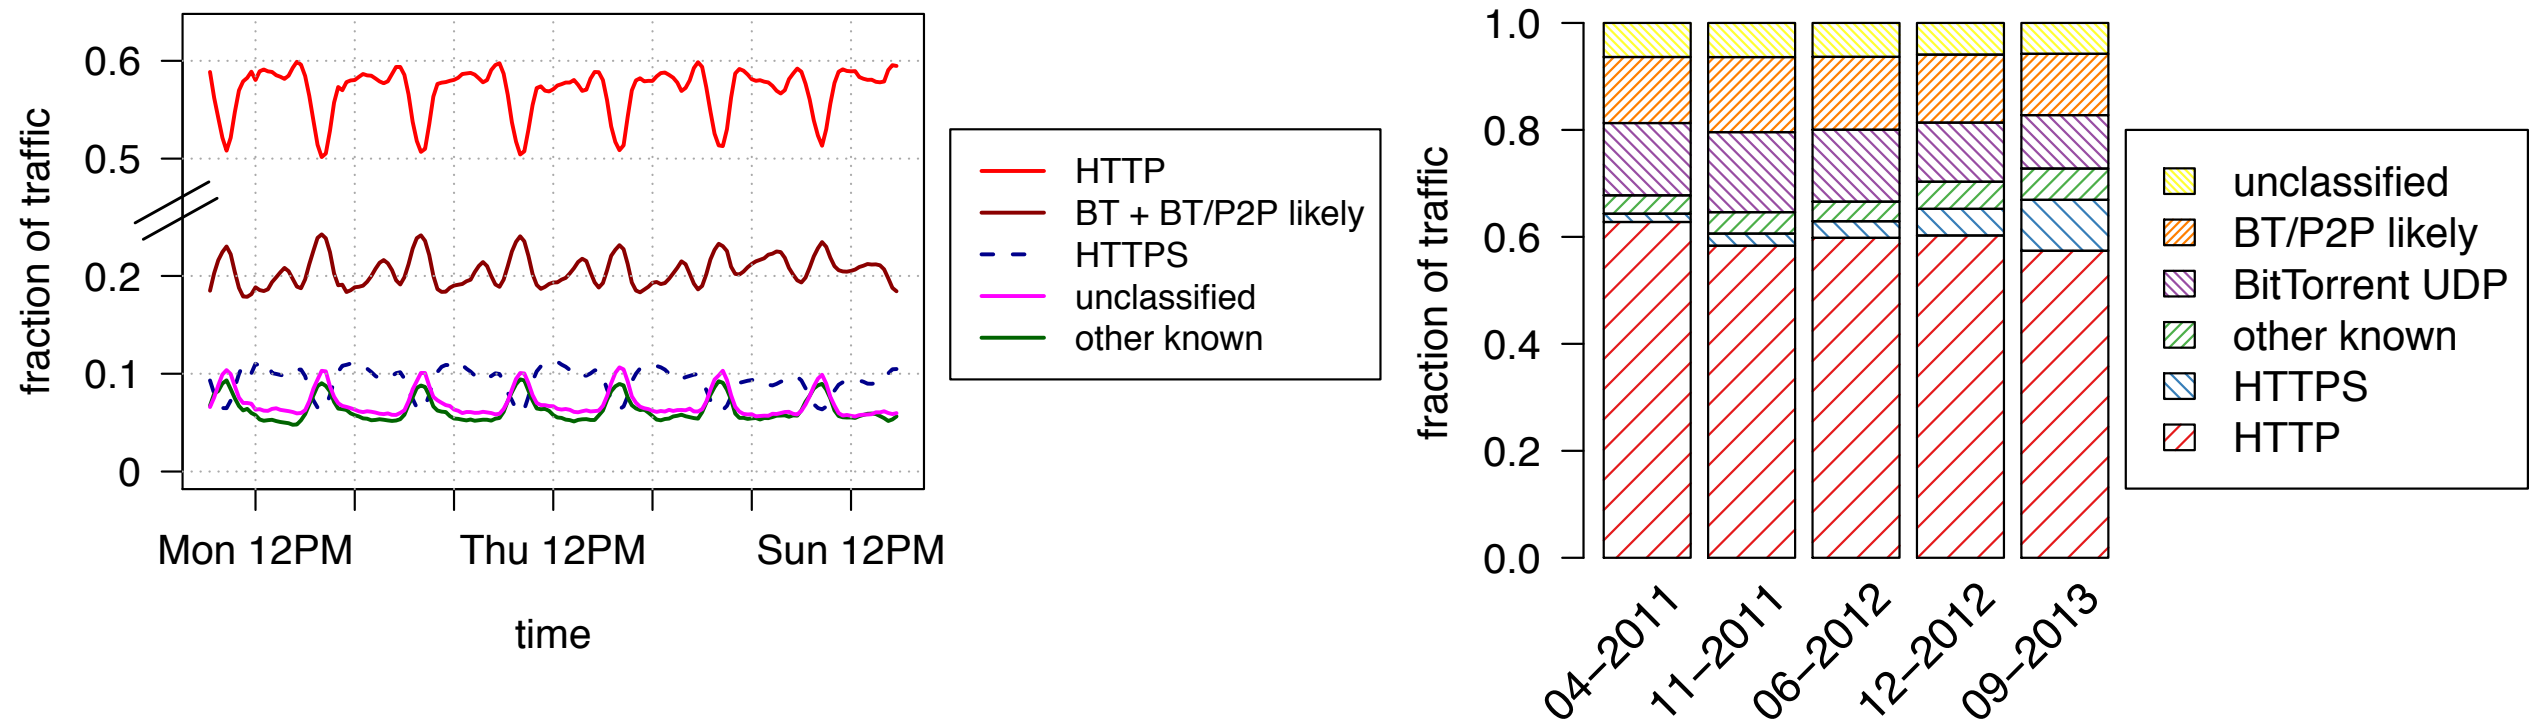 fraction of traffic
0.6
0.5
0.2
0.1
0
Mon 12PM
Thu 12PM
Sun 12PM
time
HTTP
BT + BT/P2P likely
HTTPS
unclassified
other known
fraction of traffic
1.0
0.8
0.6
0.4
0.2
0.0
04–2011
11–2011
06–2012
12–2012
09–2013
unclassified
BT/P2P likely
BitTorrent UDP
other known
HTTPS
HTTP